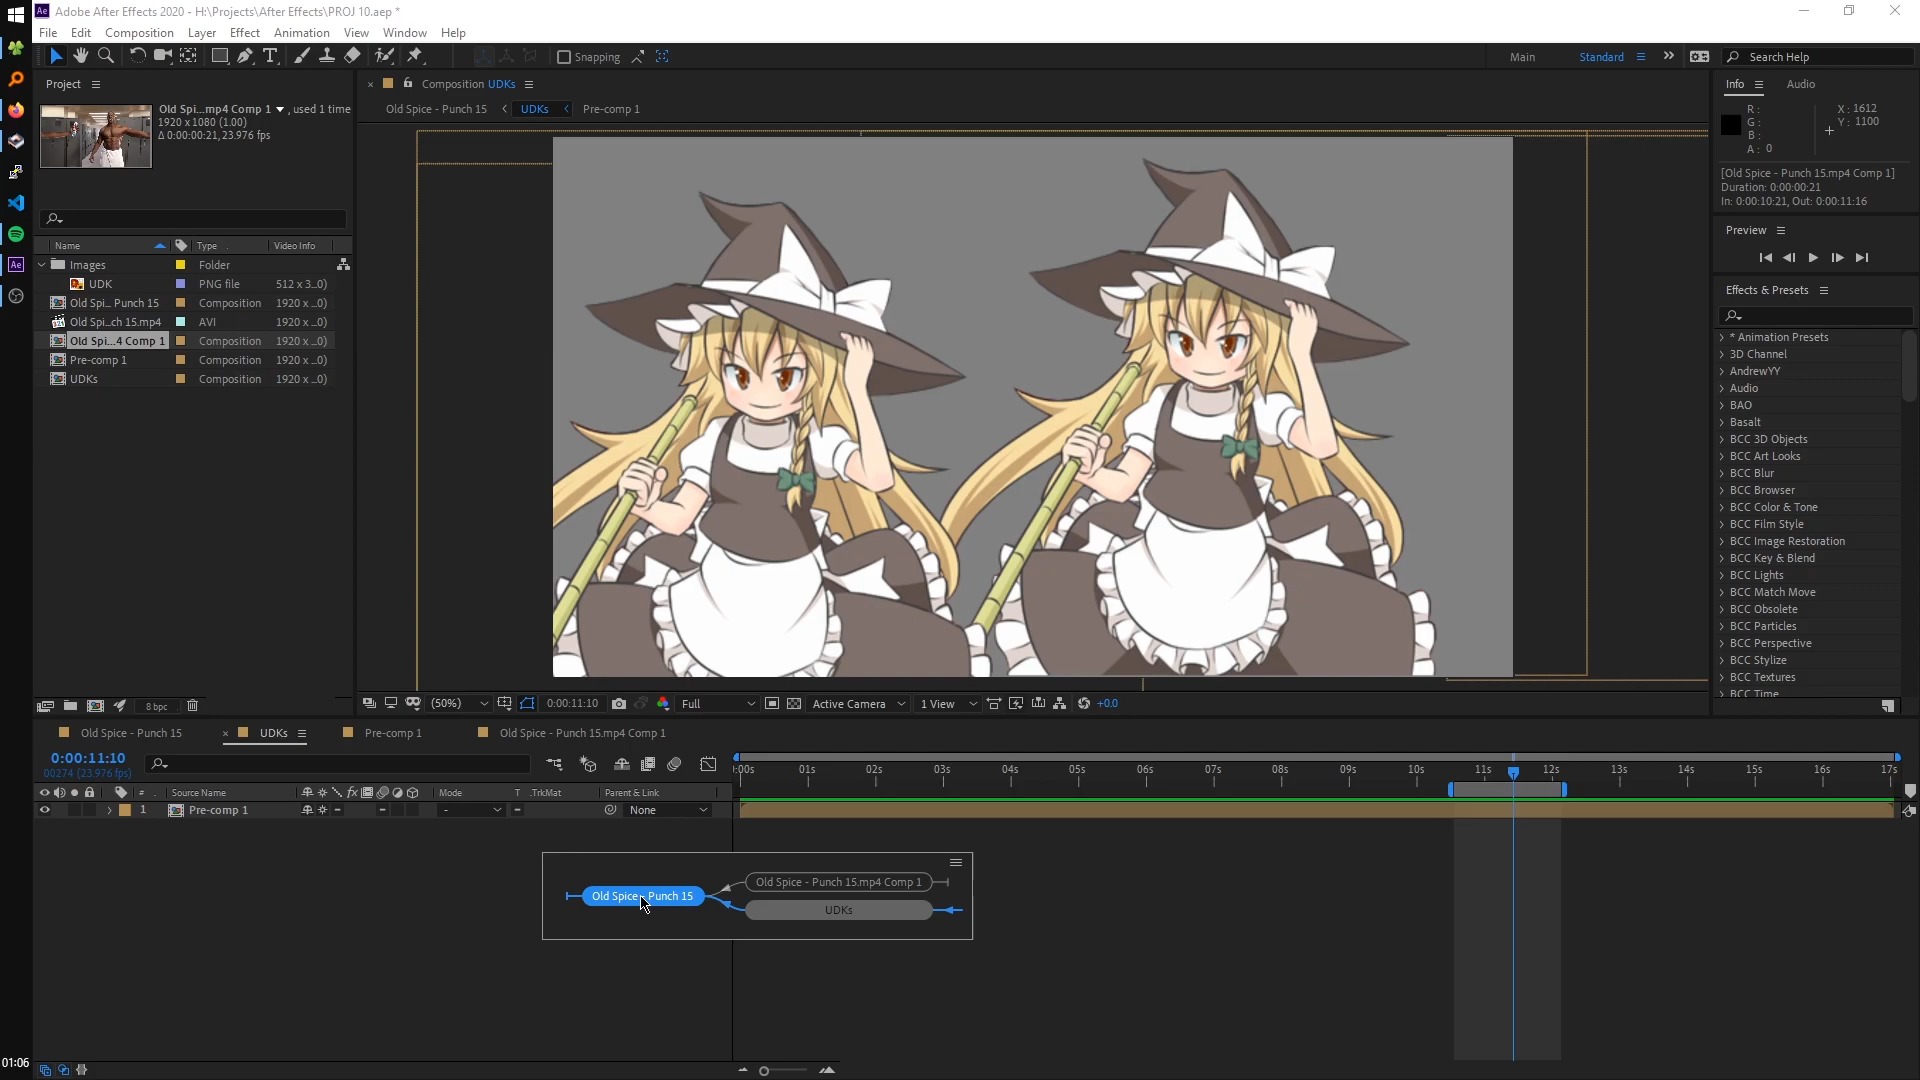 Adobe After Effects 2020 - H:\Projects\After Effects\PROJ 10.aep *
File Edit Composition Layer Effect Animation View Window Help
Snapping
Main Standard Search Help
Project
Old Spi...mp4 Comp 1 , used 1 time
1920 x 1080 (1.00)
Δ 0:00:00:21, 23.976 fps
Name Type Video Info
Images Folder
UDK PNG file 512 x 3...0)
Old Spi... Punch 15 Composition 1920 x ...0)
Old Spi...ch 15.mp4 AVI 1920 x ...0)
Old Spi...4 Comp 1 Composition 1920 x ...0)
Pre-comp 1 Composition 1920 x ...0)
UDKs Composition 1920 x ...0)
8 bpc
Composition UDKs
Old Spice - Punch 15 UDKs Pre-comp 1
(50%) 0:00:11:10 Full Active Camera 1 View +0.0
Info Audio
R: X: 1612
G: Y: 1100
B:
A: 0
[Old Spice - Punch 15.mp4 Comp 1]
Duration: 0:00:00:21
In: 0:00:10:21, Out: 0:00:11:16
Preview
Effects & Presets
* Animation Presets
3D Channel
AndrewYY
Audio
BAO
Basalt
BCC 3D Objects
BCC Art Looks
BCC Blur
BCC Browser
BCC Color & Tone
BCC Film Style
BCC Image Restoration
BCC Key & Blend
BCC Lights
BCC Match Move
BCC Obsolete
BCC Particles
BCC Perspective
BCC Stylize
BCC Textures
BCC Time
Old Spice - Punch 15 UDKs Pre-comp 1 Old Spice - Punch 15.mp4 Comp 1
0:00:11:10
00274 (23.976 fps)
:00s 01s 02s 03s 04s 05s 06s 07s 08s 09s 10s 11s 12s 13s 14s 15s 16s 17s
# Source Name Mode T .TrkMat Parent & Link
1 Pre-comp 1 - None
Old Spice - Punch 15.mp4 Comp 1
Old Spice - Punch 15
UDKs
01:06